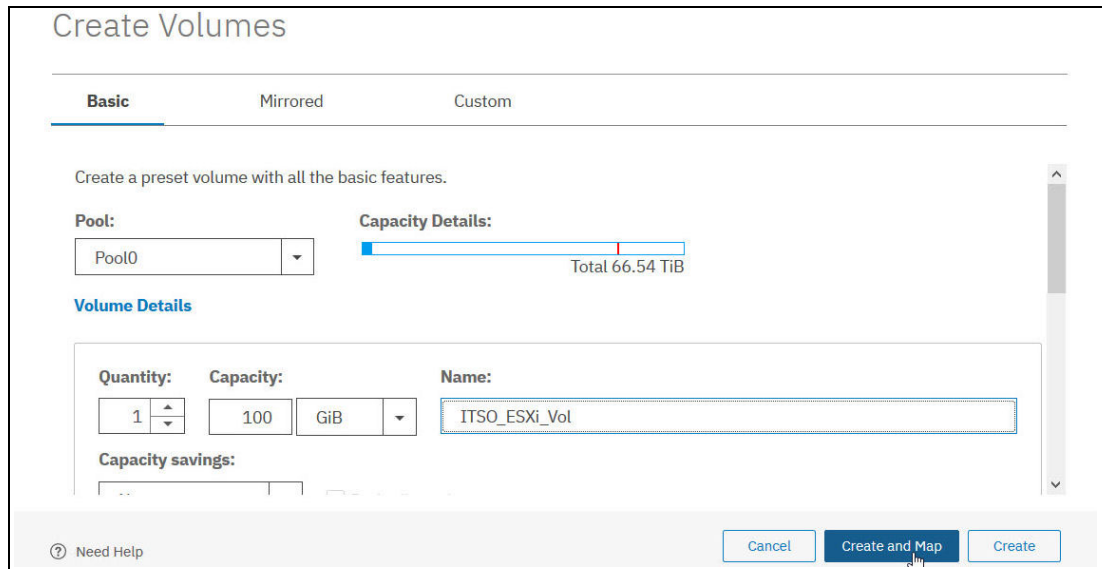 Create Volumes
Basic Mirrored Custom
Create a preset volume with all the basic features.
Pool: Capacity Details:
Pool0
Total 66.54 TiB
Volume Details
Quantity: Capacity: Name:
1 100 GiB ITSO_ESXi_Vol
Capacity savings:
Need Help Cancel Create and Map Create